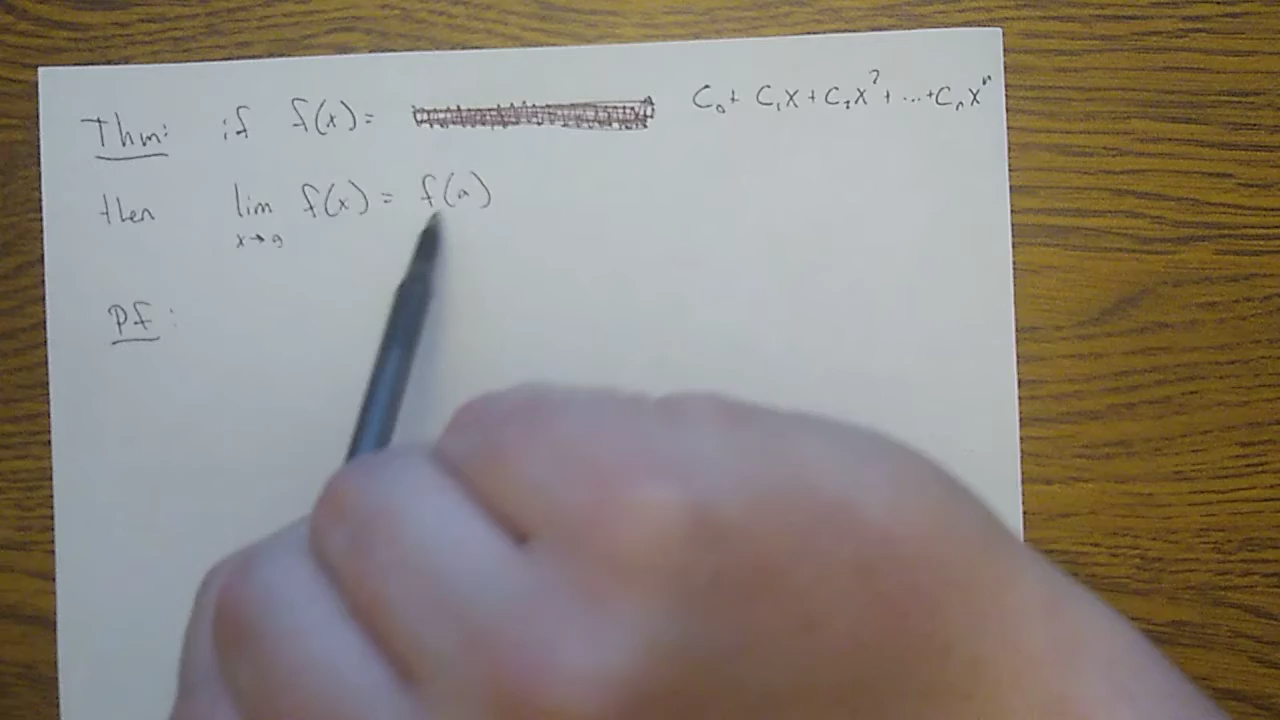 Thm: if f(x) = C₀ + C₁X + C₂X² + ... + CₙXⁿ
then lim f(x) = f(a)
x→a
Pf: